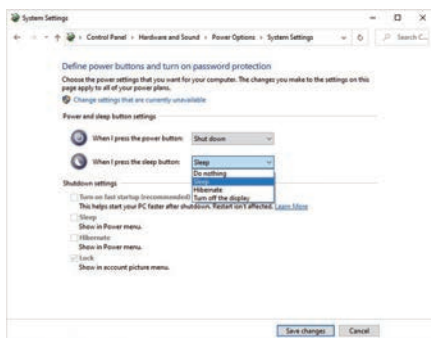 System Settings
Control Panel > Hardware and Sound > Power Options > System Settings
Search C...
Define power buttons and turn on password protection
Choose the power settings that you want for your computer. The changes you make to the settings on this
page apply to all of your power plans.
Change settings that are currently unavailable
Power and sleep button settings
When I press the power button: Shut down
When I press the sleep button: Sleep
Do nothing
Sleep
Hibernate
Turn off the display
Shutdown settings
Turn on fast startup (recommended)
This helps start your PC faster after shutdown. Restart isn't affected. Learn More
Sleep
Show in Power menu.
Hibernate
Show in Power menu.
Lock
Show in account picture menu.
Save changes Cancel